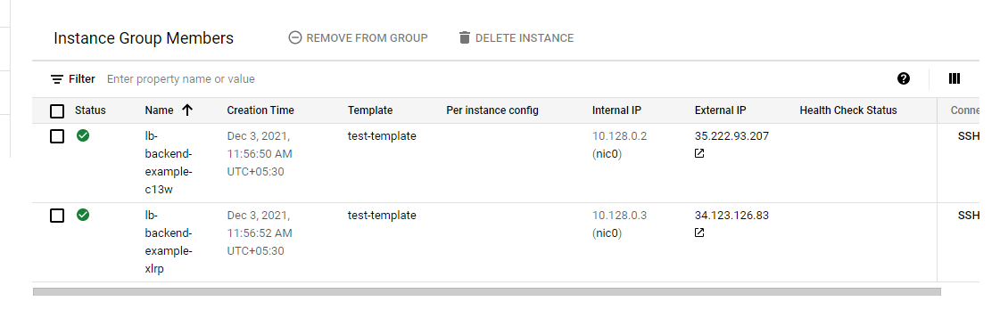 Instance Group Members REMOVE FROM GROUP DELETE INSTANCE
Filter Enter property name or value
Status Name Creation Time Template Per instance config Internal IP External IP Health Check Status Conne
lb- Dec 3, 2021, test-template 10.128.0.2 35.222.93.207 SSH
backend- 11:56:50 AM (nic0)
example- UTC+05:30
c13w
lb- Dec 3, 2021, test-template 10.128.0.3 34.123.126.83 SSH
backend- 11:56:52 AM (nic0)
example- UTC+05:30
xlrp